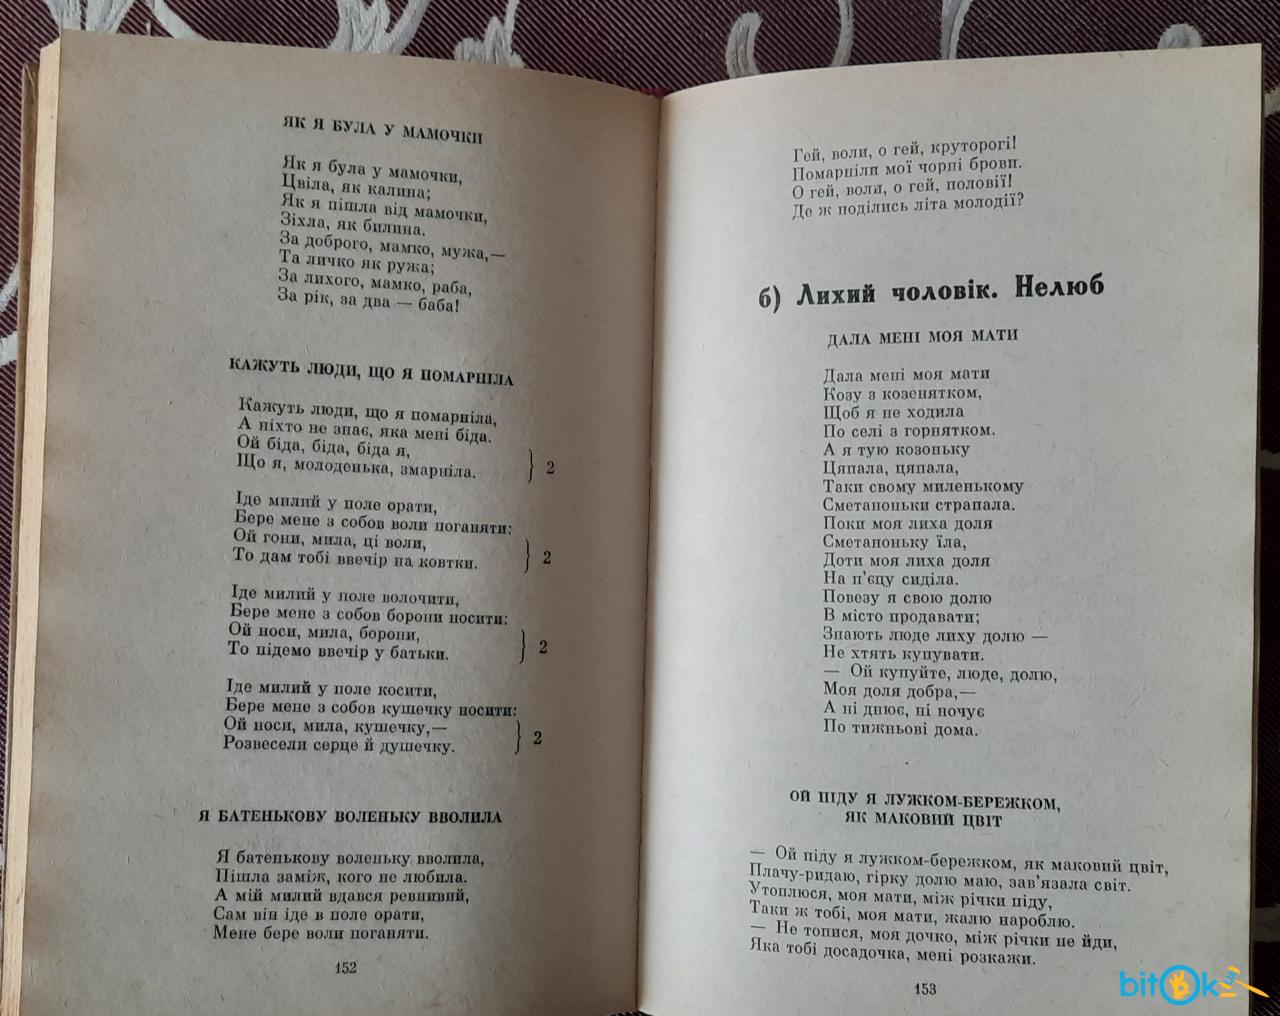 ЯК Я БУЛА У МАМОЧКИ
Як я була у мамочки,
Цвіла, як калина;
Як я пішла від мамочки,
Зіхла, як билина.
За доброго, мамко, мужа,—
Та личко як ружа;
За лихого, мамко, раба,
За рік, за два — баба!
КАЖУТЬ ЛЮДИ, ЩО Я ПОМАРНІЛА
Кажуть люди, що я помарніла,
А ніхто не знає, яка мені біда.
Ой біда, біда, біда я,
Що я, молоденька, змарніла. } 2
Іде милий у поле орати,
Бере мене з собов воли поганяти:
Ой гони, мила, ці воли,
То дам тобі ввечір на ковтки. } 2
Іде милий у поле волочити,
Бере мене з собов борони носити:
Ой носи, мила, борони,
То підемо ввечір у батьки. } 2
Іде милий у поле косити,
Бере мене з собов кушечку носити:
Ой носи, мила, кушечку,—
Розвесели серце й душечку. } 2
Я БАТЕНЬКОВУ ВОЛЕНЬКУ ВВОЛИЛА
Я батенькову воленьку вволила,
Пішла заміж, кого не любила.
А мій милий вдався ревнивий,
Сам він іде в поле орати,
Мене бере воли поганяти.
152
Гей, воли, о гей, круторогі!
Помарніли мої чорні брови.
О гей, воли, о гей, половії!
Де ж поділись літа молодії?
б) Лихий чоловік. Нелюб
ДАЛА МЕНІ МОЯ МАТИ
Дала мені моя мати
Козу з козенятком,
Щоб я не ходила
По селі з горнятком.
А я тую козоньку
Цяпала, цяпала,
Таки свому миленькому
Сметаноньки страпала.
Поки моя лиха доля
Сметаноньку їла,
Доти моя лиха доля
На п'єцу сиділа.
Повезу я свою долю
В місто продавати;
Знають люде лиху долю —
Не хтять купувати.
— Ой купуйте, люде, долю,
Моя доля добра,—
А ні днює, ні ночує
По тижньові дома.
ОЙ ПІДУ Я ЛУЖКОМ-БЕРЕЖКОМ,
ЯК МАКОВИЙ ЦВІТ
— Ой піду я лужком-бережком, як маковий цвіт,
Плачу-ридаю, гірку долю маю, зав'язала світ.
Утоплюся, моя мати, між річки піду,
Таки ж тобі, моя мати, жалю нароблю.
— Не топися, моя дочко, між річки не йди,
Яка тобі досадочка, мені розкажи.
153
bitOk